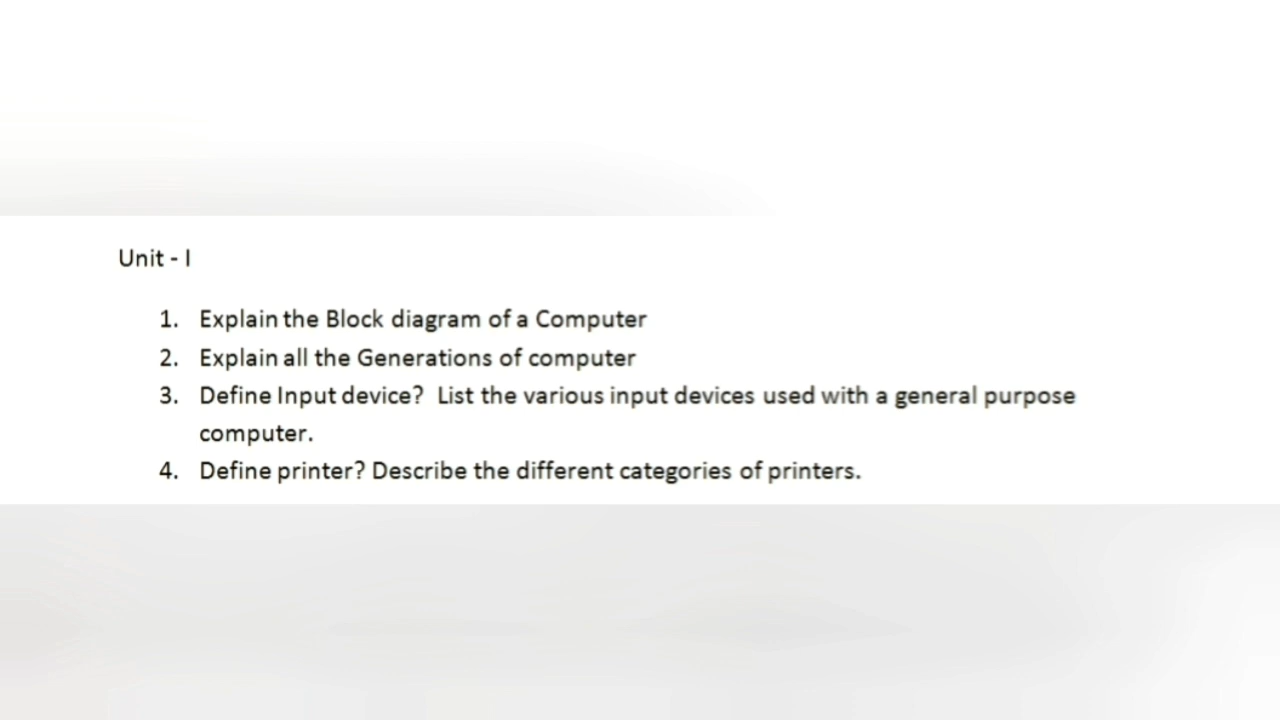 Unit - I
1. Explain the Block diagram of a Computer
2. Explain all the Generations of computer
3. Define Input device? List the various input devices used with a general purpose
computer.
4. Define printer? Describe the different categories of printers.